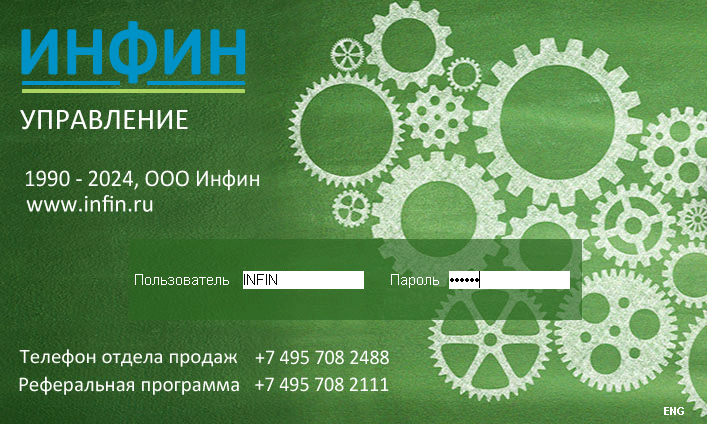 ИНФИН
УПРАВЛЕНИЕ
1990 - 2024, ООО Инфин
www.infin.ru
Пользователь INFIN Пароль ••••••
Телефон отдела продаж +7 495 708 2488
Реферальная программа +7 495 708 2111
ENG